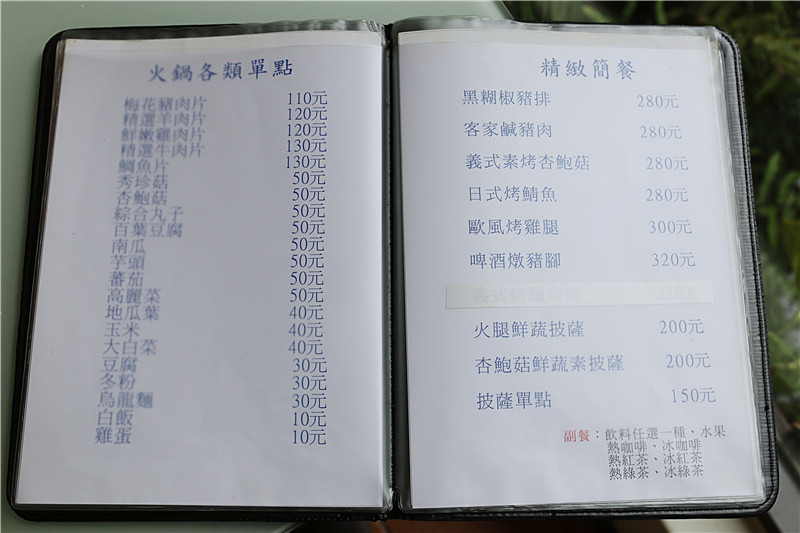 火鍋各類單點
梅花豬肉片 110元
精選羊肉片 120元
鮮嫩雞肉片 120元
精選牛肉片 130元
鯛魚片 130元
秀珍菇 50元
杏鮑菇 50元
綜合丸子 50元
百葉豆腐 50元
南瓜 50元
芋頭 50元
蕃茄 50元
高麗菜 50元
地瓜葉 40元
玉米 40元
大白菜 40元
豆腐 30元
冬粉 30元
烏龍麵 30元
白飯 10元
雞蛋 10元
精緻簡餐
黑糊椒豬排 280元
客家鹹豬肉 280元
義式素烤杏鮑菇 280元
日式烤鯖魚 280元
歐風烤雞腿 300元
啤酒燉豬腳 320元
火腿鮮蔬披薩 200元
杏鮑菇鮮蔬素披薩 200元
披薩單點 150元
副餐：飲料任選一種、水果
熱咖啡、冰咖啡
熱紅茶、冰紅茶
熱綠茶、冰綠茶